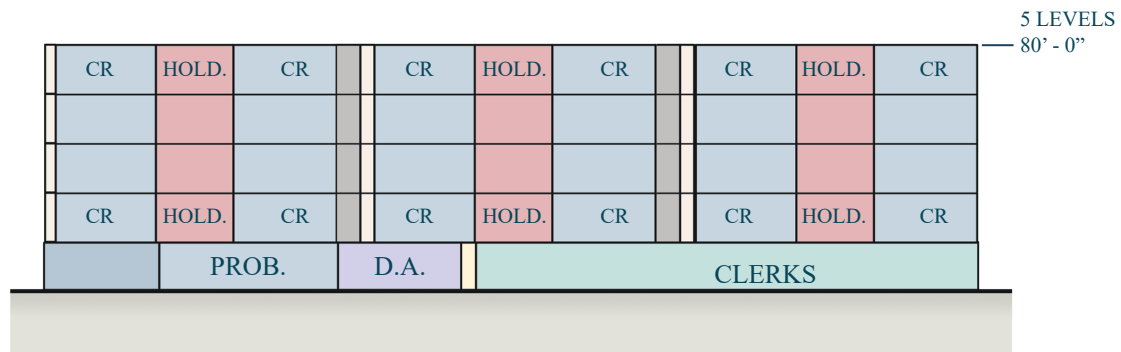 5 LEVELS
80’ - 0”
CR HOLD. CR CR HOLD. CR CR HOLD. CR
CR HOLD. CR CR HOLD. CR CR HOLD. CR
PROB. D.A. CLERKS